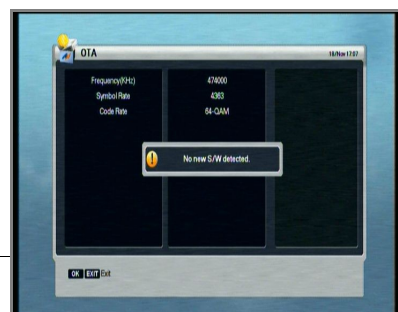 OTA
18/Nov 17:07
Frequency(KHz) 474000
Symbol Rate 4363
Code Rate 64-QAM
No new S/W detected.
OK EXIT Exit